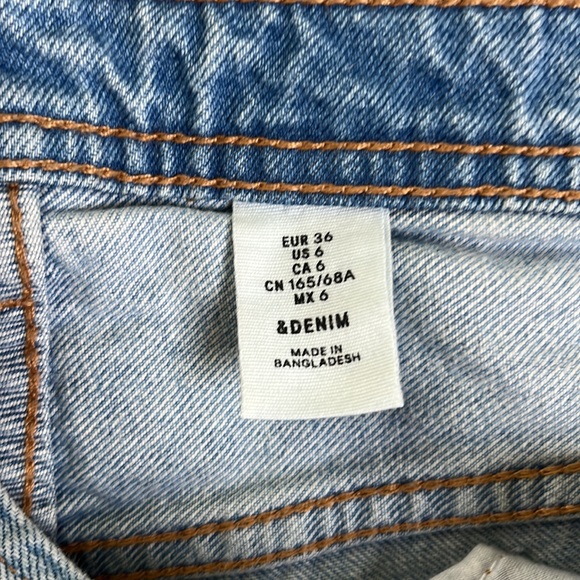 EUR 36
US 6
CA 6
CN 165/68A
MX 6
&DENIM
MADE IN
BANGLADESH